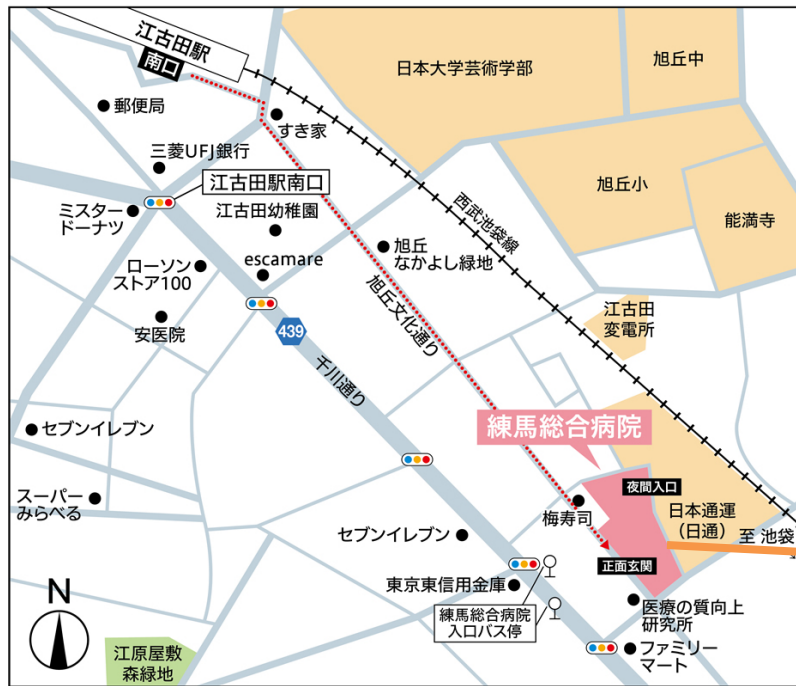 江古田駅
南口
日本大学芸術学部
旭丘中
郵便局
すき家
三菱UFJ銀行
江古田駅南口
旭丘小
能満寺
ミスター
ドーナツ
江古田幼稚園
西武池袋線
旭丘
なかよし緑地
escamare
ローソン
ストア100
旭丘文化通り
江古田
変電所
安医院
439
千川通り
練馬総合病院
セブンイレブン
夜間入口
スーパー
みらべる
梅寿司
日本通運
（日通）
至 池袋
セブンイレブン
正面玄関
東京東信用金庫
練馬総合病院
入口バス停
医療の質向上
研究所
N
江原屋敷
森緑地
ファミリー
マート